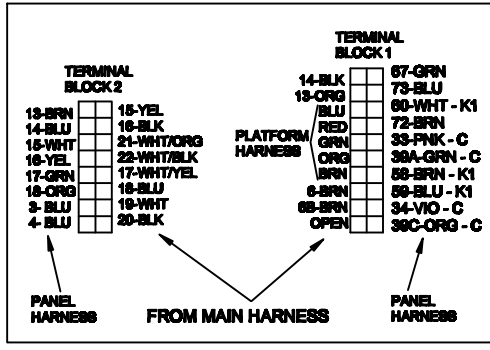 TERMINAL
BLOCK 2
13-BRN
14-BLU
15-WHT
16-YEL
17-GRN
18-ORG
3- BLU
4- BLU
15-YEL
16-BLK
21-WHT/ORG
22-WHT/BLK
17-WHT/YEL
18-BLU
19-WHT
20-BLK
TERMINAL
BLOCK 1
14-BLK
13-ORG
BLU
RED
GRN
ORG
BRN
6-BRN
6B-BRN
OPEN
PLATFORM
HARNESS
67-GRN
73-BLU
60-WHT - K1
72-BRN
33-PNK - C
39A-GRN - C
58-BRN - K1
59-BLU - K1
34-VIO - C
39C-ORG - C
PANEL
HARNESS
FROM MAIN HARNESS
PANEL
HARNESS